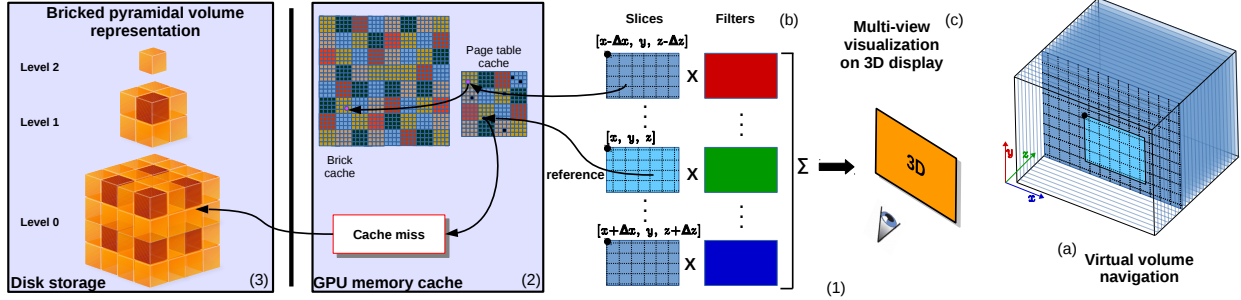 Bricked pyramidal volume
representation
Level 2
Level 1
Level 0
Disk storage
(3)
Page table
cache
Brick
cache
Cache miss
GPU memory cache
(2)
Slices
Filters
(b)
[x-Δx, y, z-Δz]
X
[x, y, z]
reference
X
[x+Δx, y, z+Δz]
X
Σ
(1)
(c)
Multi-view
visualization
on 3D display
3D
y
z
x
(a)
Virtual volume
navigation